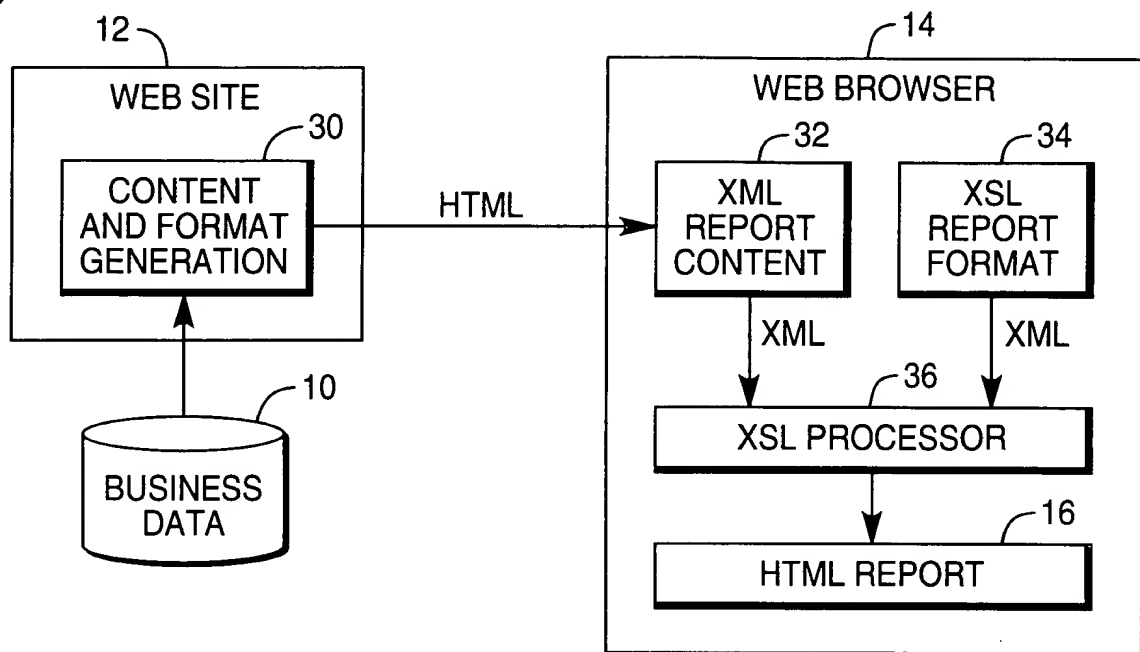 12
WEB SITE
30
CONTENT
AND FORMAT
GENERATION
10
BUSINESS
DATA
HTML
14
WEB BROWSER
32
XML
REPORT
CONTENT
34
XSL
REPORT
FORMAT
XML
XML
36
XSL PROCESSOR
16
HTML REPORT